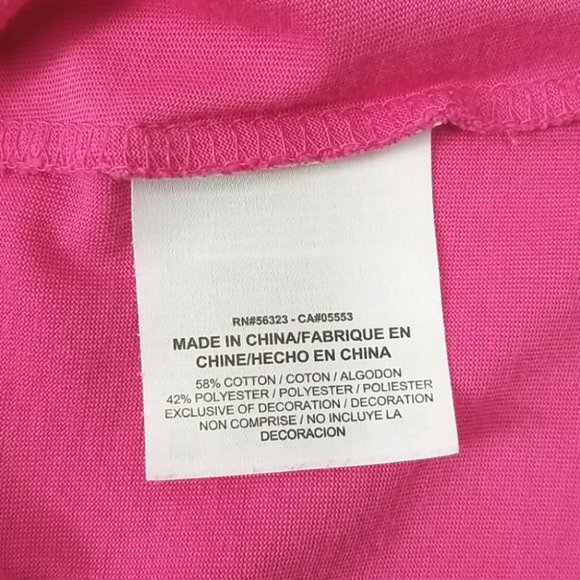 RN#56323 - CA#05553
MADE IN CHINA/FABRIQUE EN
CHINE/HECHO EN CHINA
58% COTTON / COTON / ALGODON
42% POLYESTER / POLYESTER / POLIESTER
EXCLUSIVE OF DECORATION / DECORATION
NON COMPRISE / NO INCLUYE LA
DECORACION